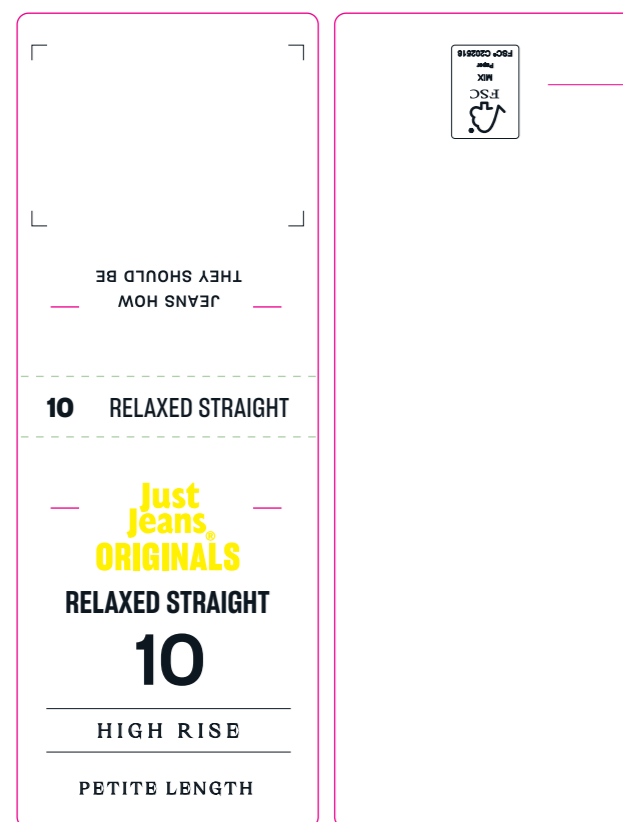 JEANS HOW
THEY SHOULD BE
10 RELAXED STRAIGHT
Just
Jeans®
ORIGINALS
RELAXED STRAIGHT
10
HIGH RISE
PETITE LENGTH
FSC
MIX
Paper
FSC® C202518